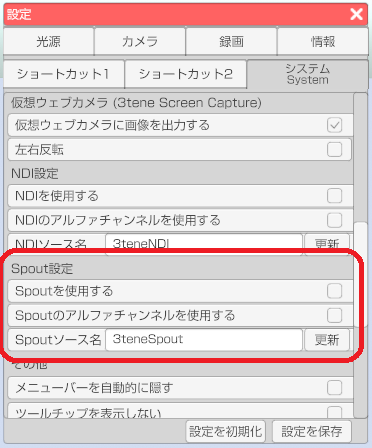 設定
光源 カメラ 録画 情報
ショートカット1 ショートカット2 システム
System
仮想ウェブカメラ (3tene Screen Capture)
仮想ウェブカメラに画像を出力する
左右反転
NDI設定
NDIを使用する
NDIのアルファチャンネルを使用する
NDIソース名 3teneNDI 更新
Spout設定
Spoutを使用する
Spoutのアルファチャンネルを使用する
Spoutソース名 3teneSpout 更新
その他
メニューバーを自動的に隠す
ツールチップを表示しない
設定を初期化 設定を保存